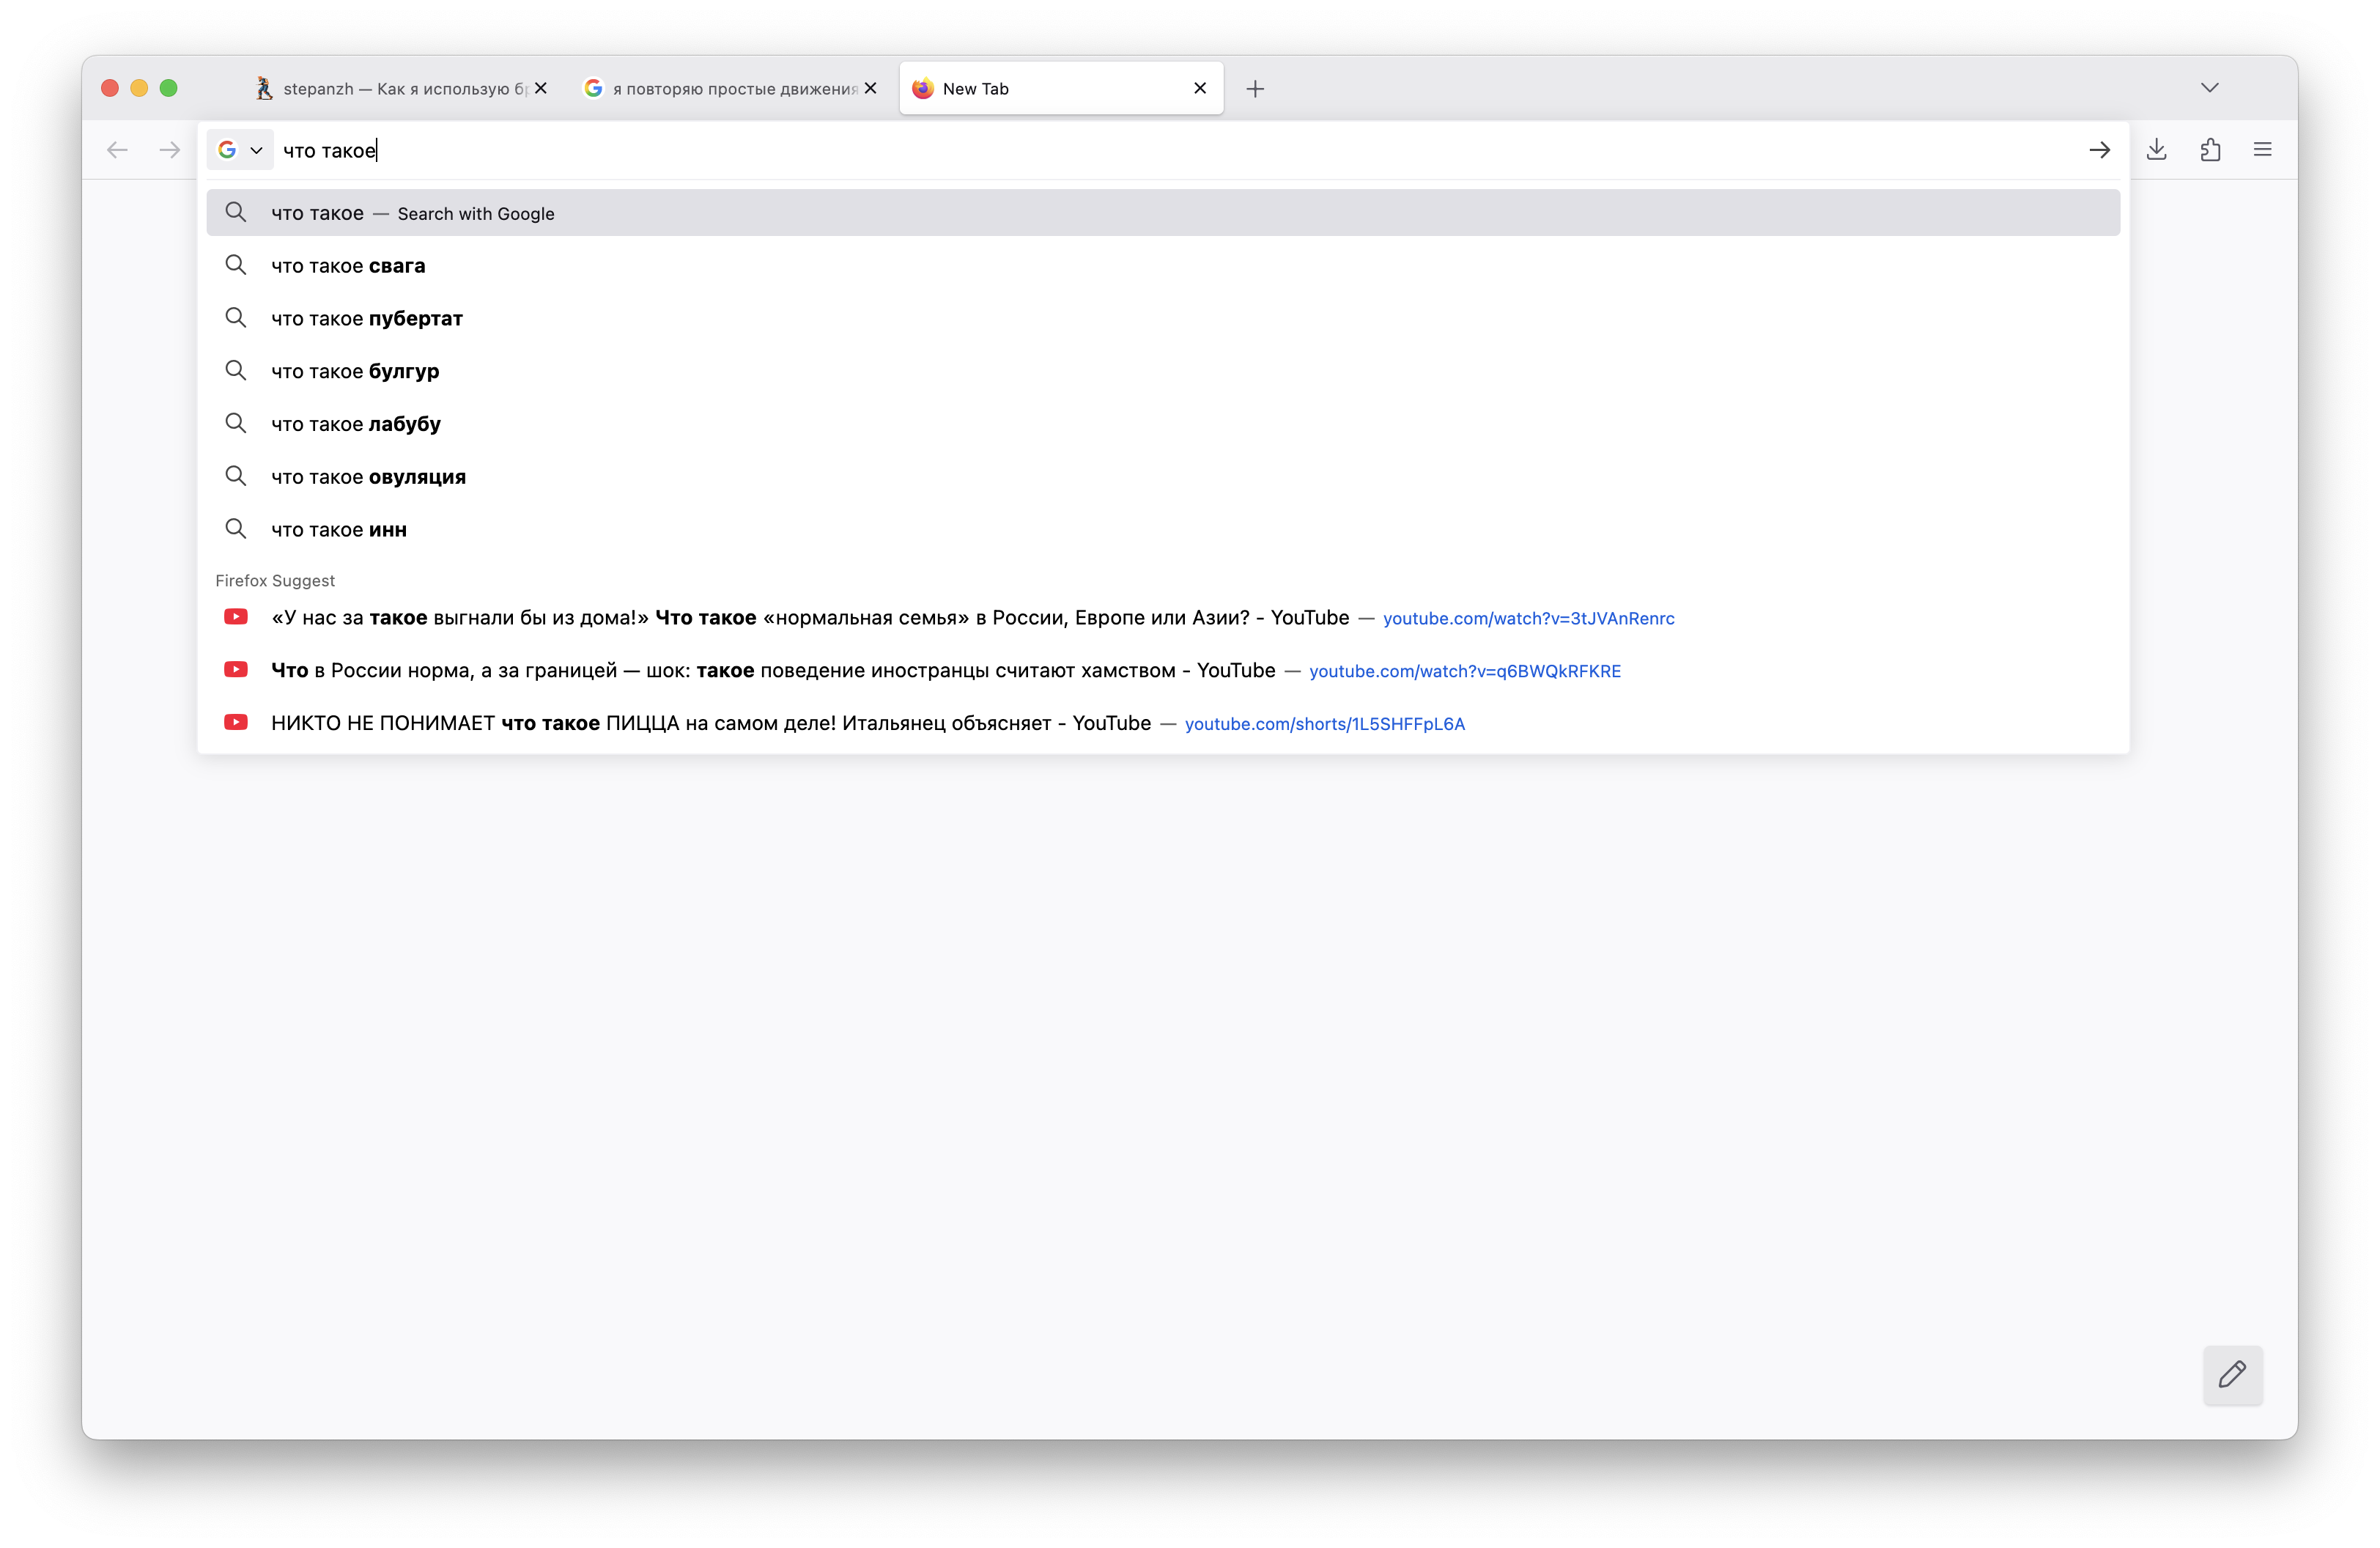 stepanzh — Как я использую бр
я повторяю простые движения
New Tab
что такое
что такое — Search with Google
что такое свага
что такое пубертат
что такое булгур
что такое лабубу
что такое овуляция
что такое инн
Firefox Suggest
«У нас за такое выгнали бы из дома!» Что такое «нормальная семья» в России, Европе или Азии? - YouTube — youtube.com/watch?v=3tJVAnRenrc
Что в России норма, а за границей — шок: такое поведение иностранцы считают хамством - YouTube — youtube.com/watch?v=q6BWQkRFKRE
НИКТО НЕ ПОНИМАЕТ что такое ПИЦЦА на самом деле! Итальянец объясняет - YouTube — youtube.com/shorts/1L5SHFFpL6A